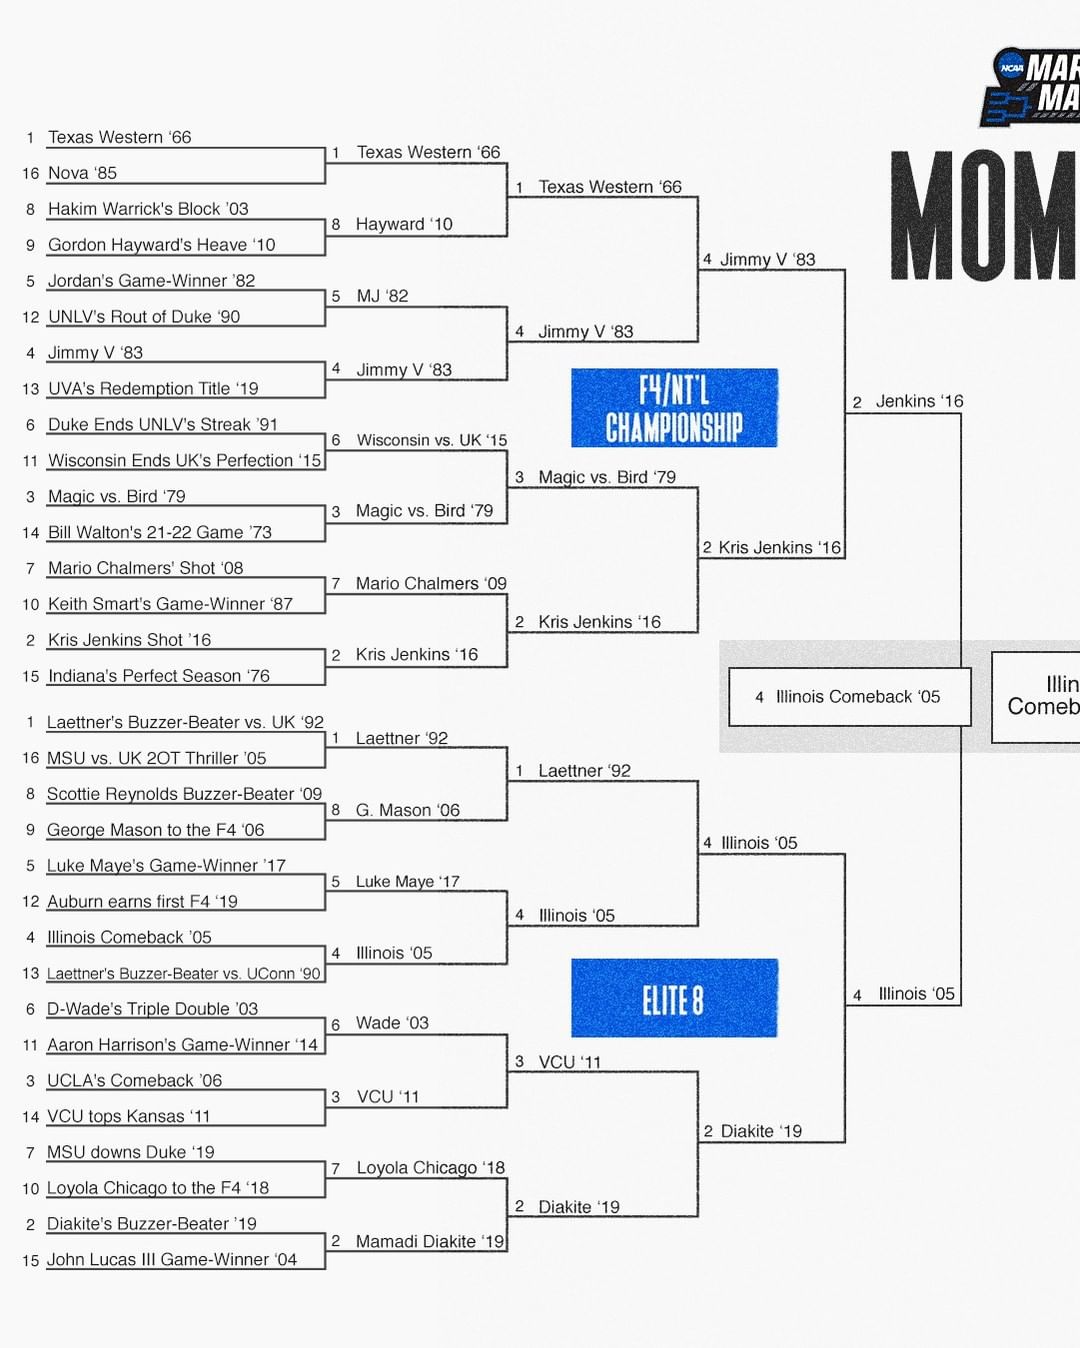 NCAA MAR
MA
MOM
1 Texas Western ‘66
16 Nova ‘85
8 Hakim Warrick's Block ’03
9 Gordon Hayward's Heave ‘10
5 Jordan's Game-Winner ’82
12 UNLV's Rout of Duke ‘90
4 Jimmy V ‘83
13 UVA's Redemption Title ‘19
6 Duke Ends UNLV's Streak ’91
11 Wisconsin Ends UK's Perfection ‘15
3 Magic vs. Bird ’79
14 Bill Walton's 21-22 Game ’73
7 Mario Chalmers’ Shot ‘08
10 Keith Smart's Game-Winner ‘87
2 Kris Jenkins Shot ’16
15 Indiana's Perfect Season ‘76
1 Texas Western ‘66
8 Hayward ‘10
5 MJ ‘82
4 Jimmy V ‘83
6 Wisconsin vs. UK ‘15
3 Magic vs. Bird ‘79
7 Mario Chalmers ‘09
2 Kris Jenkins ‘16
1 Texas Western ‘66
4 Jimmy V ‘83
3 Magic vs. Bird ‘79
2 Kris Jenkins ‘16
4 Jimmy V ‘83
2 Kris Jenkins ‘16
2 Jenkins ‘16
F4/NT'L
CHAMPIONSHIP
1 Laettner's Buzzer-Beater vs. UK ‘92
16 MSU vs. UK 2OT Thriller ’05
8 Scottie Reynolds Buzzer-Beater ‘09
9 George Mason to the F4 ‘06
5 Luke Maye's Game-Winner ’17
12 Auburn earns first F4 ‘19
4 Illinois Comeback ’05
13 Laettner's Buzzer-Beater vs. UConn ‘90
6 D-Wade's Triple Double ’03
11 Aaron Harrison's Game-Winner ‘14
3 UCLA's Comeback ’06
14 VCU tops Kansas ‘11
7 MSU downs Duke ‘19
10 Loyola Chicago to the F4 ‘18
2 Diakite's Buzzer-Beater ’19
15 John Lucas III Game-Winner ‘04
1 Laettner ‘92
8 G. Mason ‘06
5 Luke Maye ‘17
4 Illinois ‘05
6 Wade ‘03
3 VCU ‘11
7 Loyola Chicago ‘18
2 Mamadi Diakite ‘19
1 Laettner ‘92
4 Illinois ‘05
3 VCU ‘11
2 Diakite ‘19
4 Illinois ‘05
2 Diakite ‘19
4 Illinois ‘05
ELITE 8
4 Illinois Comeback ‘05
Illin
Comeb